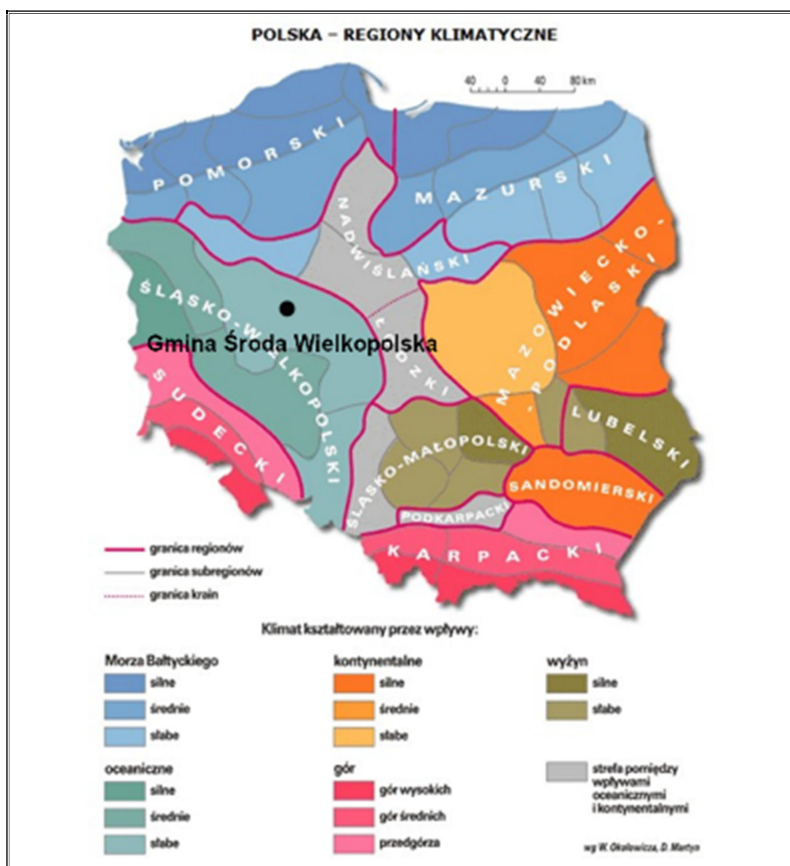 POLSKA – REGIONY KLIMATYCZNE
40 0 40 80 km
POMORSKI
MAZURSKI
NADWIŚLAŃSKI
MAZOWIECKO-
-PODLASKI
ŚLĄSKO-WIELKOPOLSKI
Gmina Środa Wielkopolska
ŁÓDZKI
SUDECKI
LUBELSKI
ŚLĄSKO-MAŁOPOLSKI
SANDOMIERSKI
PODKARPACKI
KARPACKI
granica regionów
granica subregionów
granica krain
Klimat kształtowany przez wpływy:
Morza Bałtyckiego
silne
średnie
słabe
kontynentalne
silne
średnie
słabe
wyżyn
silne
słabe
oceaniczne
silne
średnie
słabe
gór
gór wysokich
gór średnich
przedgórza
strefa pomiędzy
wpływami
oceanicznymi
i kontynentalnymi
wg W. Okołowicza, D. Martyn